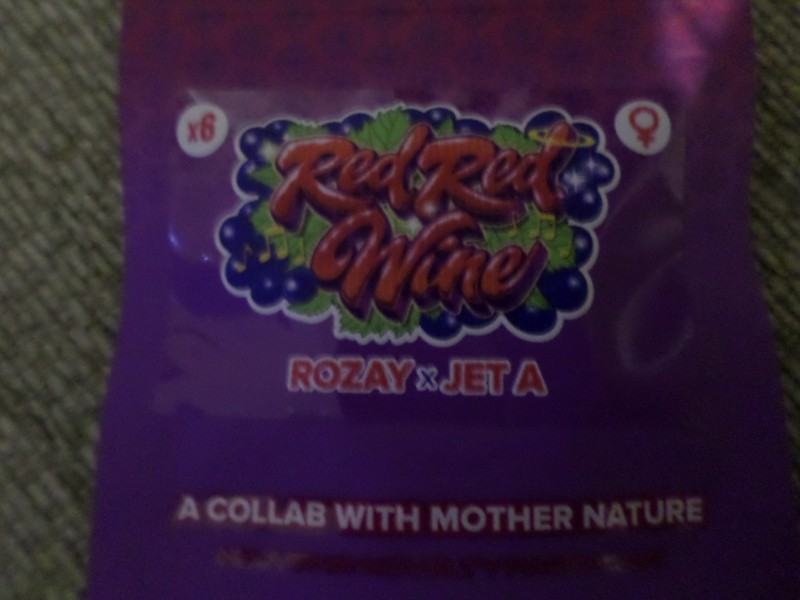 x6
Red Red
Wine
ROZAY x JET A
A COLLAB WITH MOTHER NATURE